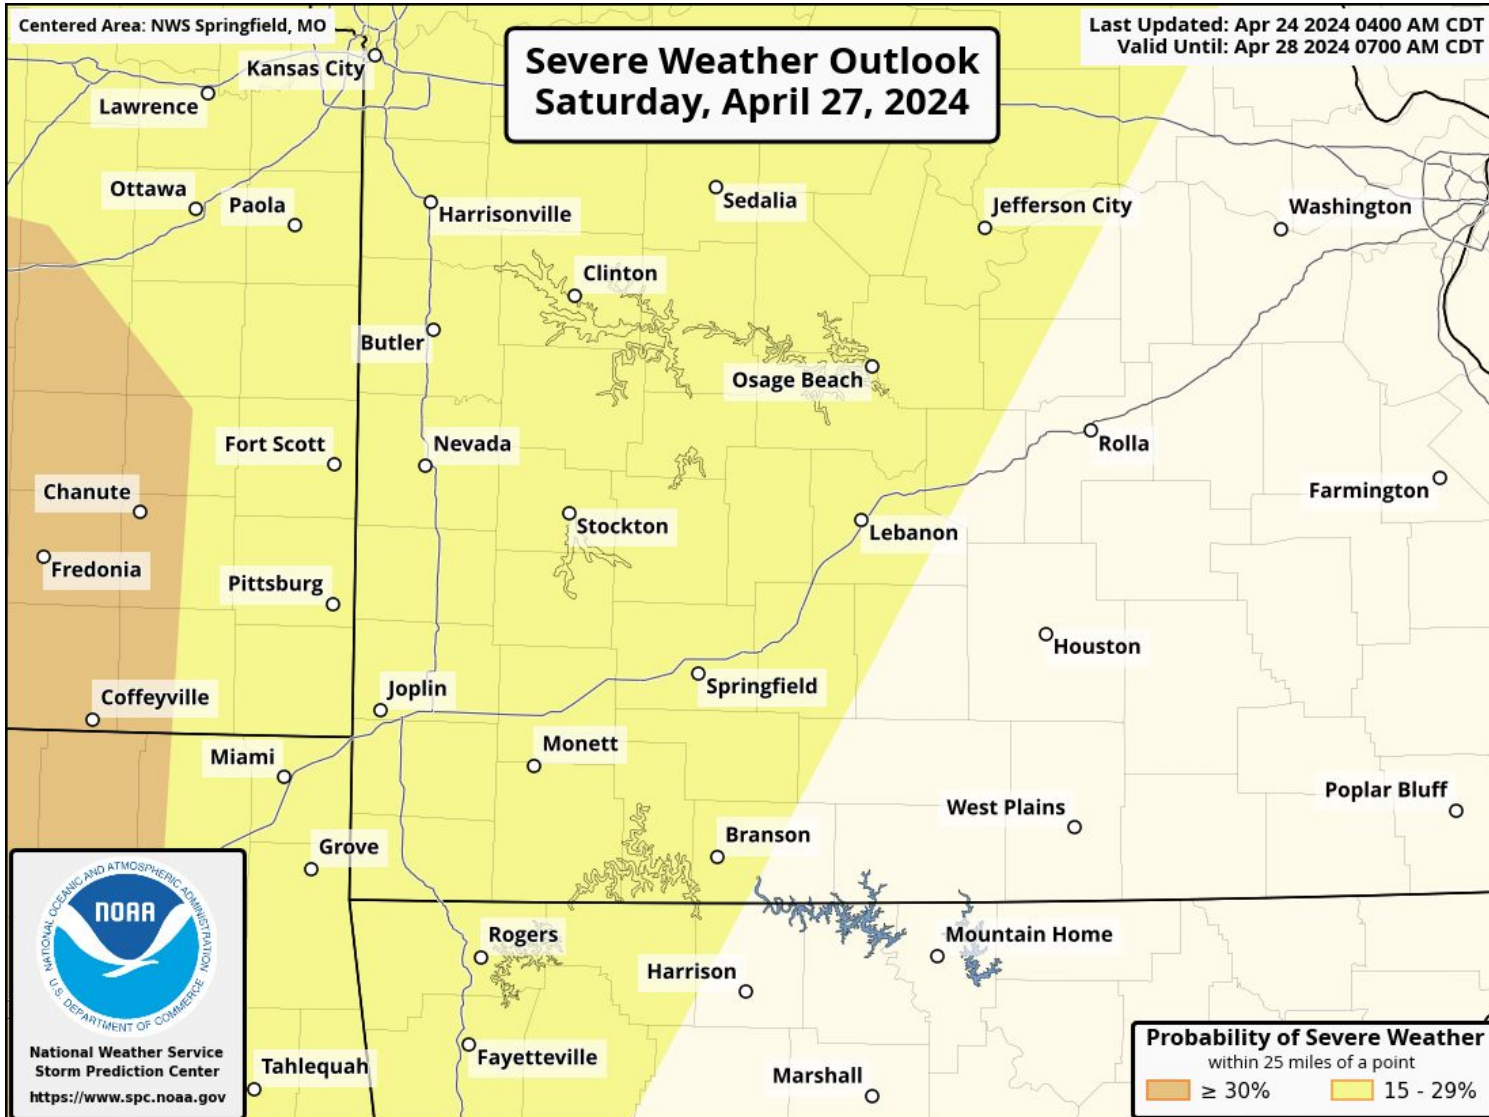 Centered Area: NWS Springfield, MO
Last Updated: Apr 24 2024 0400 AM CDT
Valid Until: Apr 28 2024 0700 AM CDT
Severe Weather Outlook
Saturday, April 27, 2024
Kansas City
Lawrence
Ottawa
Paola
Harrisonville
Sedalia
Jefferson City
Washington
Clinton
Butler
Osage Beach
Fort Scott
Nevada
Rolla
Chanute
Farmington
Stockton
Lebanon
Fredonia
Pittsburg
Houston
Coffeyville
Joplin
Springfield
Miami
Monett
Poplar Bluff
West Plains
Branson
Grove
Rogers
Mountain Home
Harrison
Fayetteville
Tahlequah
Marshall
NATIONAL OCEANIC AND ATMOSPHERIC ADMINISTRATION
NOAA
U.S. DEPARTMENT OF COMMERCE
National Weather Service
Storm Prediction Center
https://www.spc.noaa.gov
Probability of Severe Weather
within 25 miles of a point
≥ 30%
15 - 29%